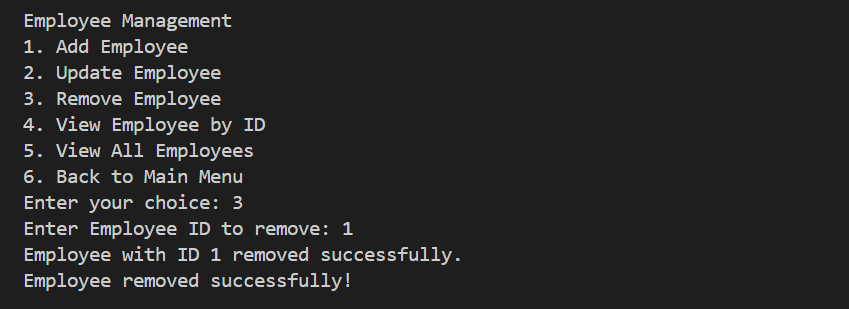 Employee Management
1. Add Employee
2. Update Employee
3. Remove Employee
4. View Employee by ID
5. View All Employees
6. Back to Main Menu
Enter your choice: 3
Enter Employee ID to remove: 1
Employee with ID 1 removed successfully.
Employee removed successfully!